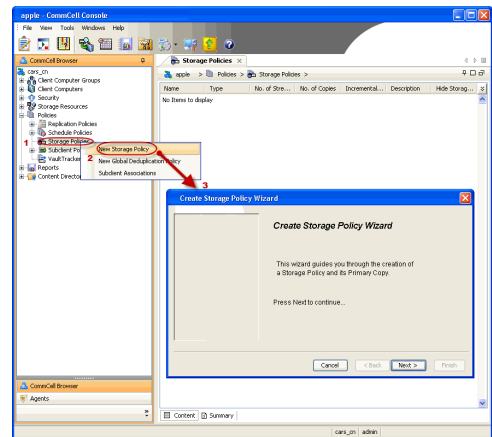 apple - CommCell Console
File View Tools Windows Help
CommCell Browser
cars_cn
Client Computer Groups
Client Computers
Security
Storage Resources
Policies
Replication Policies
Schedule Policies
1 Storage Policies
Subclient Po
VaultTracker
Reports
Content Director
New Storage Policy
2
New Global Deduplication Policy
Subclient Associations
3
Storage Policies
apple > Policies > Storage Policies >
Name Type No. of Stre... No. of Copies Incremental... Description Hide Storag...
No Items to display
Create Storage Policy Wizard
Create Storage Policy Wizard
This wizard guides you through the creation of
a Storage Policy and its Primary Copy.
Press Next to continue...
Cancel < Back Next > Finish
CommCell Browser
Agents
Content Summary
cars_cn admin